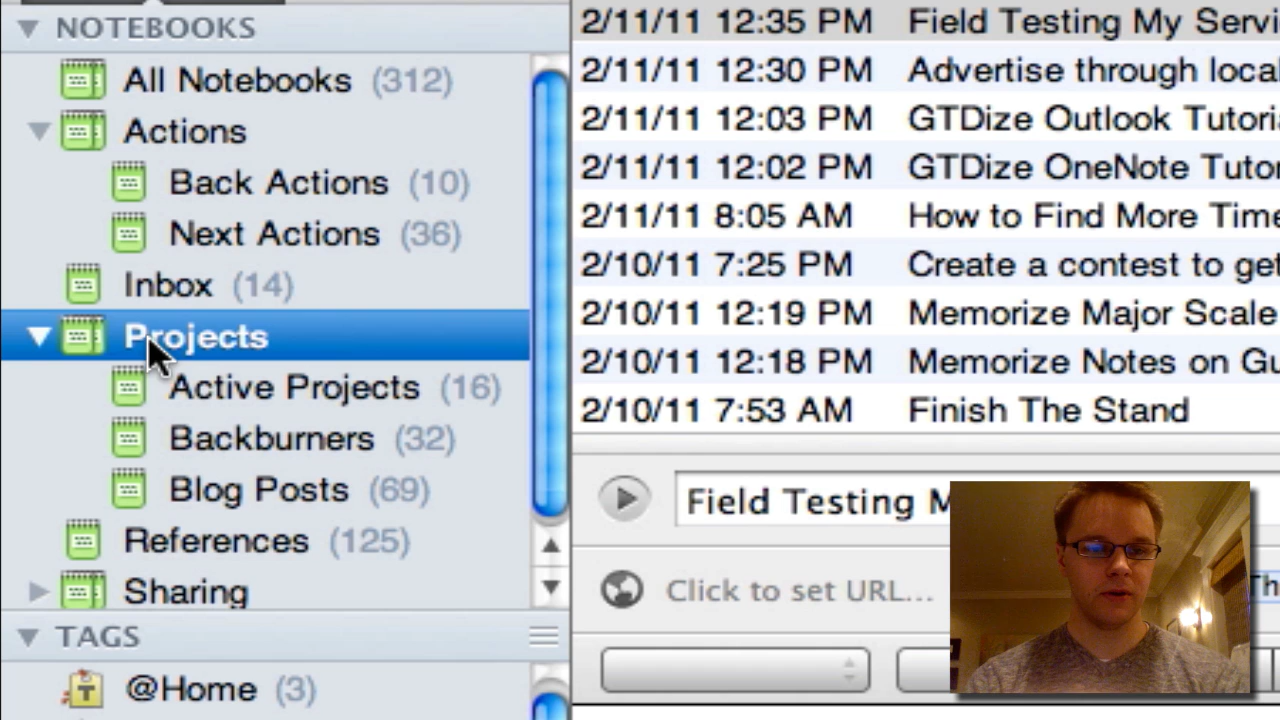 NOTEBOOKS
All Notebooks (312)
Actions
Back Actions (10)
Next Actions (36)
Inbox (14)
Projects
Active Projects (16)
Backburners (32)
Blog Posts (69)
References (125)
Sharing
TAGS
@Home (3)
2/11/11 12:35 PM Field Testing My Servi
2/11/11 12:30 PM Advertise through local
2/11/11 12:03 PM GTDize Outlook Tutoria
2/11/11 12:02 PM GTDize OneNote Tutor
2/11/11 8:05 AM How to Find More Time
2/10/11 7:25 PM Create a contest to get
2/10/11 12:19 PM Memorize Major Scale
2/10/11 12:18 PM Memorize Notes on Gu
2/10/11 7:53 AM Finish The Stand
Field Testing M
Click to set URL...
Th